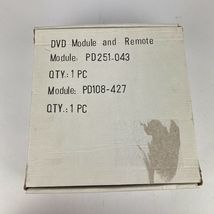 DVD Module and Remote
Module: PD251.043
QTY: 1 PC
Module: PD108-427
QTY: 1 PC